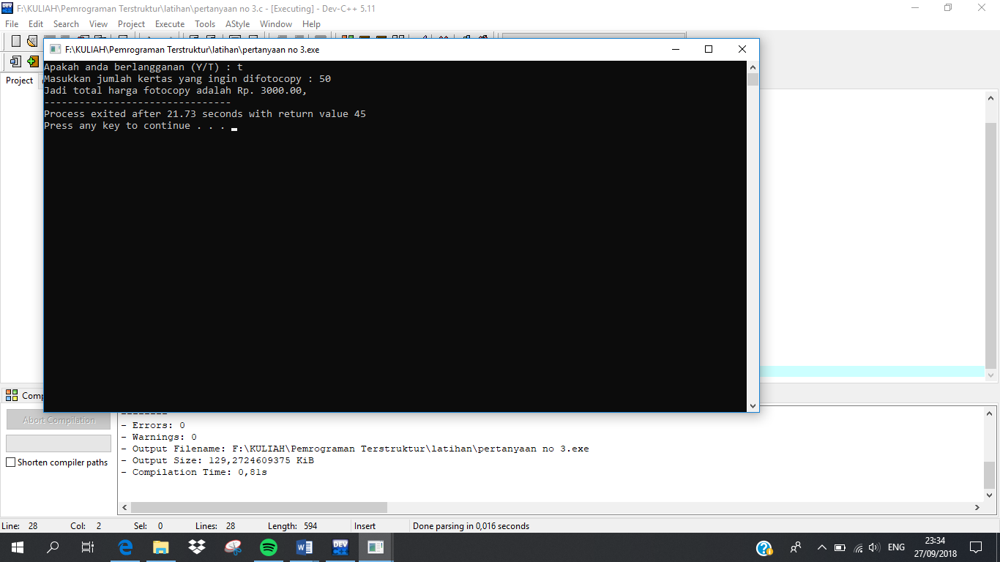 F:\KULIAH\Pemrograman Terstruktur\latihan\pertanyaan no 3.c - [Executing] - Dev-C++ 5.11
File Edit Search View Project Execute Tools AStyle Window Help
F:\KULIAH\Pemrograman Terstruktur\latihan\pertanyaan no 3.exe
Project
Apakah anda berlangganan (Y/T) : t
Masukkan jumlah kertas yang ingin difotocopy : 50
Jadi total harga fotocopy adalah Rp. 3000.00,
--------------------------------
Process exited after 21.73 seconds with return value 45
Press any key to continue . . .
Abort Compilation
Shorten compiler paths
--------
- Errors: 0
- Warnings: 0
- Output Filename: F:\KULIAH\Pemrograman Terstruktur\latihan\pertanyaan no 3.exe
- Output Size: 129,2724609375 KiB
- Compilation Time: 0,81s
Line: 28 Col: 2 Sel: 0 Lines: 28 Length: 594 Insert Done parsing in 0,016 seconds
DEV
ENG
23:34
27/09/2018